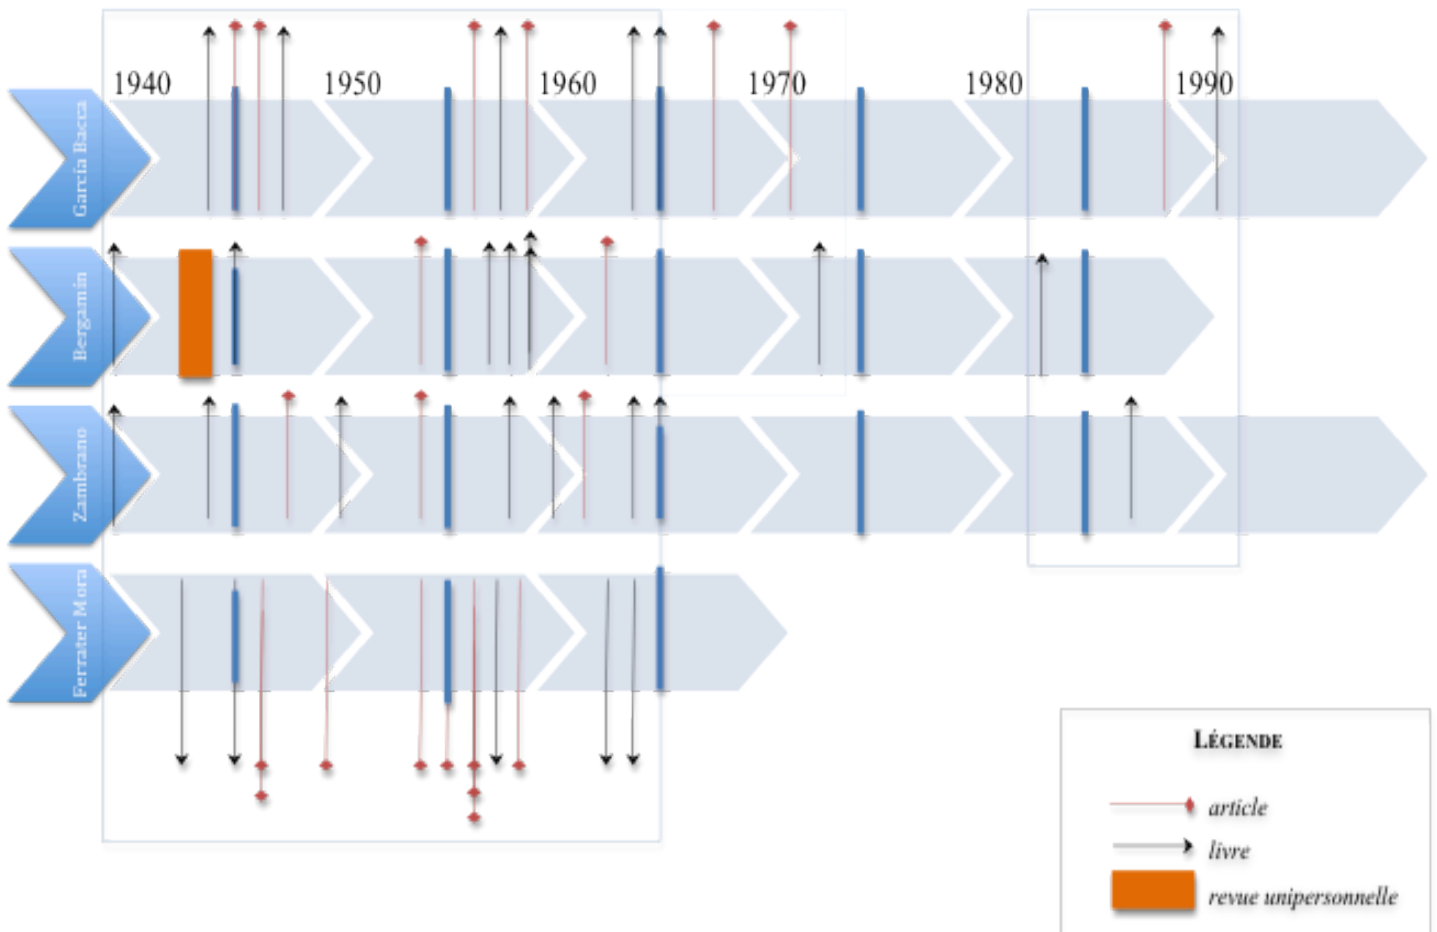 1940 1950 1960 1970 1980 1990
García Bacca
Bergamín
Zambrano
Ferrater Mora
LÉGENDE
article
livre
revue unipersonnelle